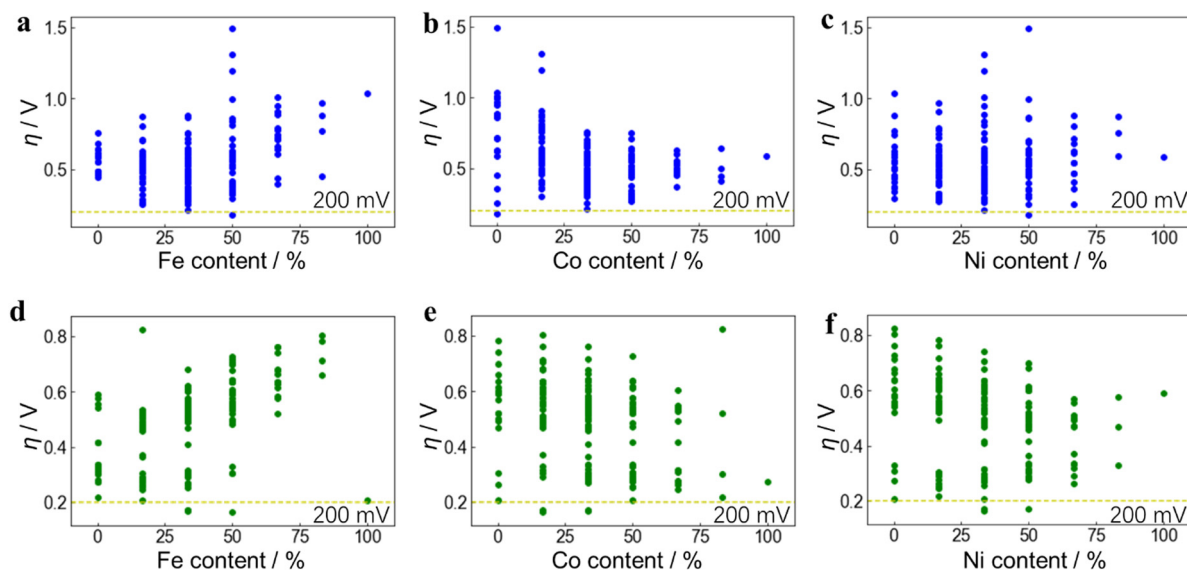 a
1.5
1.0
0.5
η / V
200 mV
0 25 50 75 100
Fe content / %
b
1.5
1.0
0.5
η / V
200 mV
0 25 50 75 100
Co content / %
c
1.5
1.0
0.5
η / V
200 mV
0 25 50 75 100
Ni content / %
d
0.8
0.6
0.4
0.2
η / V
200 mV
0 25 50 75 100
Fe content / %
e
0.8
0.6
0.4
0.2
η / V
200 mV
0 25 50 75 100
Co content / %
f
0.8
0.6
0.4
0.2
η / V
200 mV
0 25 50 75 100
Ni content / %